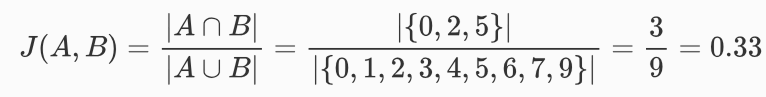 J(A, B) = |A ∩ B| / |A ∪ B| = |{0, 2, 5}| / |{0, 1, 2, 3, 4, 5, 6, 7, 9}| = 3 / 9 = 0.33